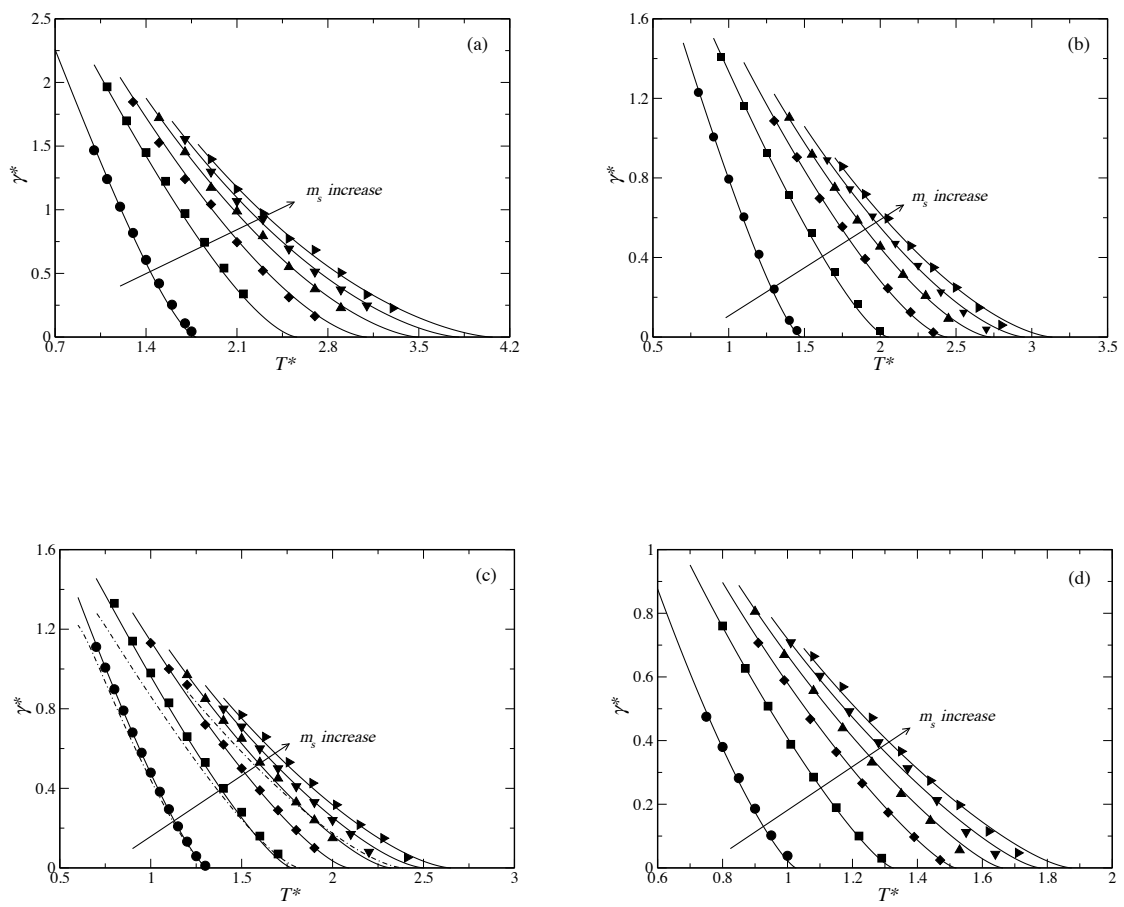 (a)
2.5
2
1.5
1
0.5
0
γ*
m_s increase
0.7 1.4 2.1 2.8 3.5 4.2
T*
(b)
1.6
1.2
0.8
0.4
0
γ*
m_s increase
0.5 1 1.5 2 2.5 3 3.5
T*
(c)
1.6
1.2
0.8
0.4
0
γ*
m_s increase
0.5 1 1.5 2 2.5 3
T*
(d)
1
0.8
0.6
0.4
0.2
0
γ*
m_s increase
0.6 0.8 1 1.2 1.4 1.6 1.8 2
T*